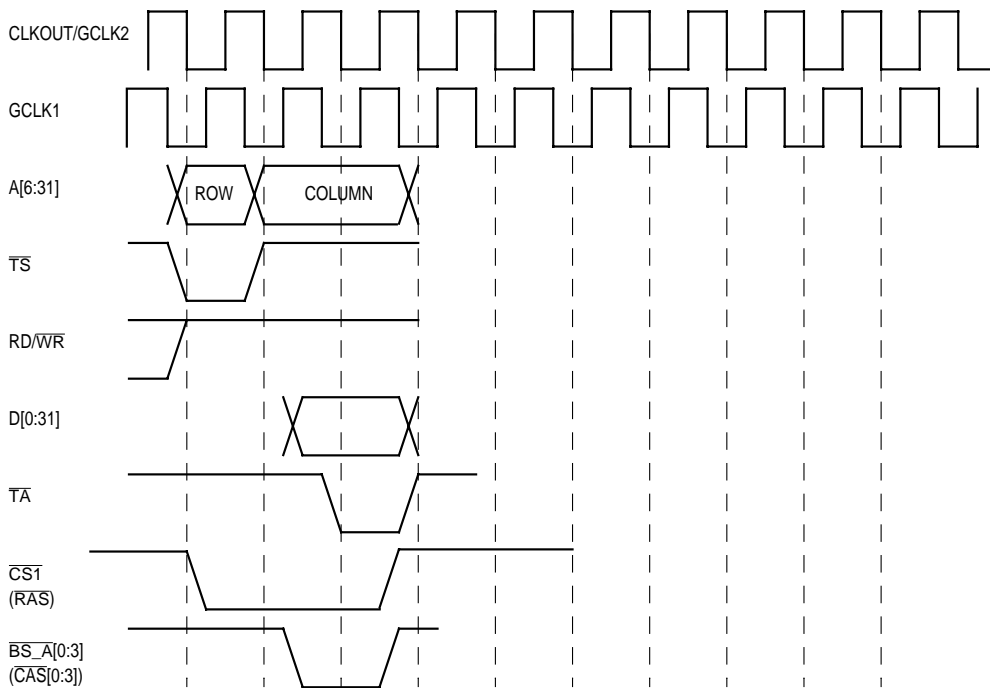 CLKOUT/GCLK2
GCLK1
A[6:31]
ROW
COLUMN
TS
RD/WR
D[0:31]
TA
CS1
(RAS)
BS_A[0:3]
(CAS[0:3])